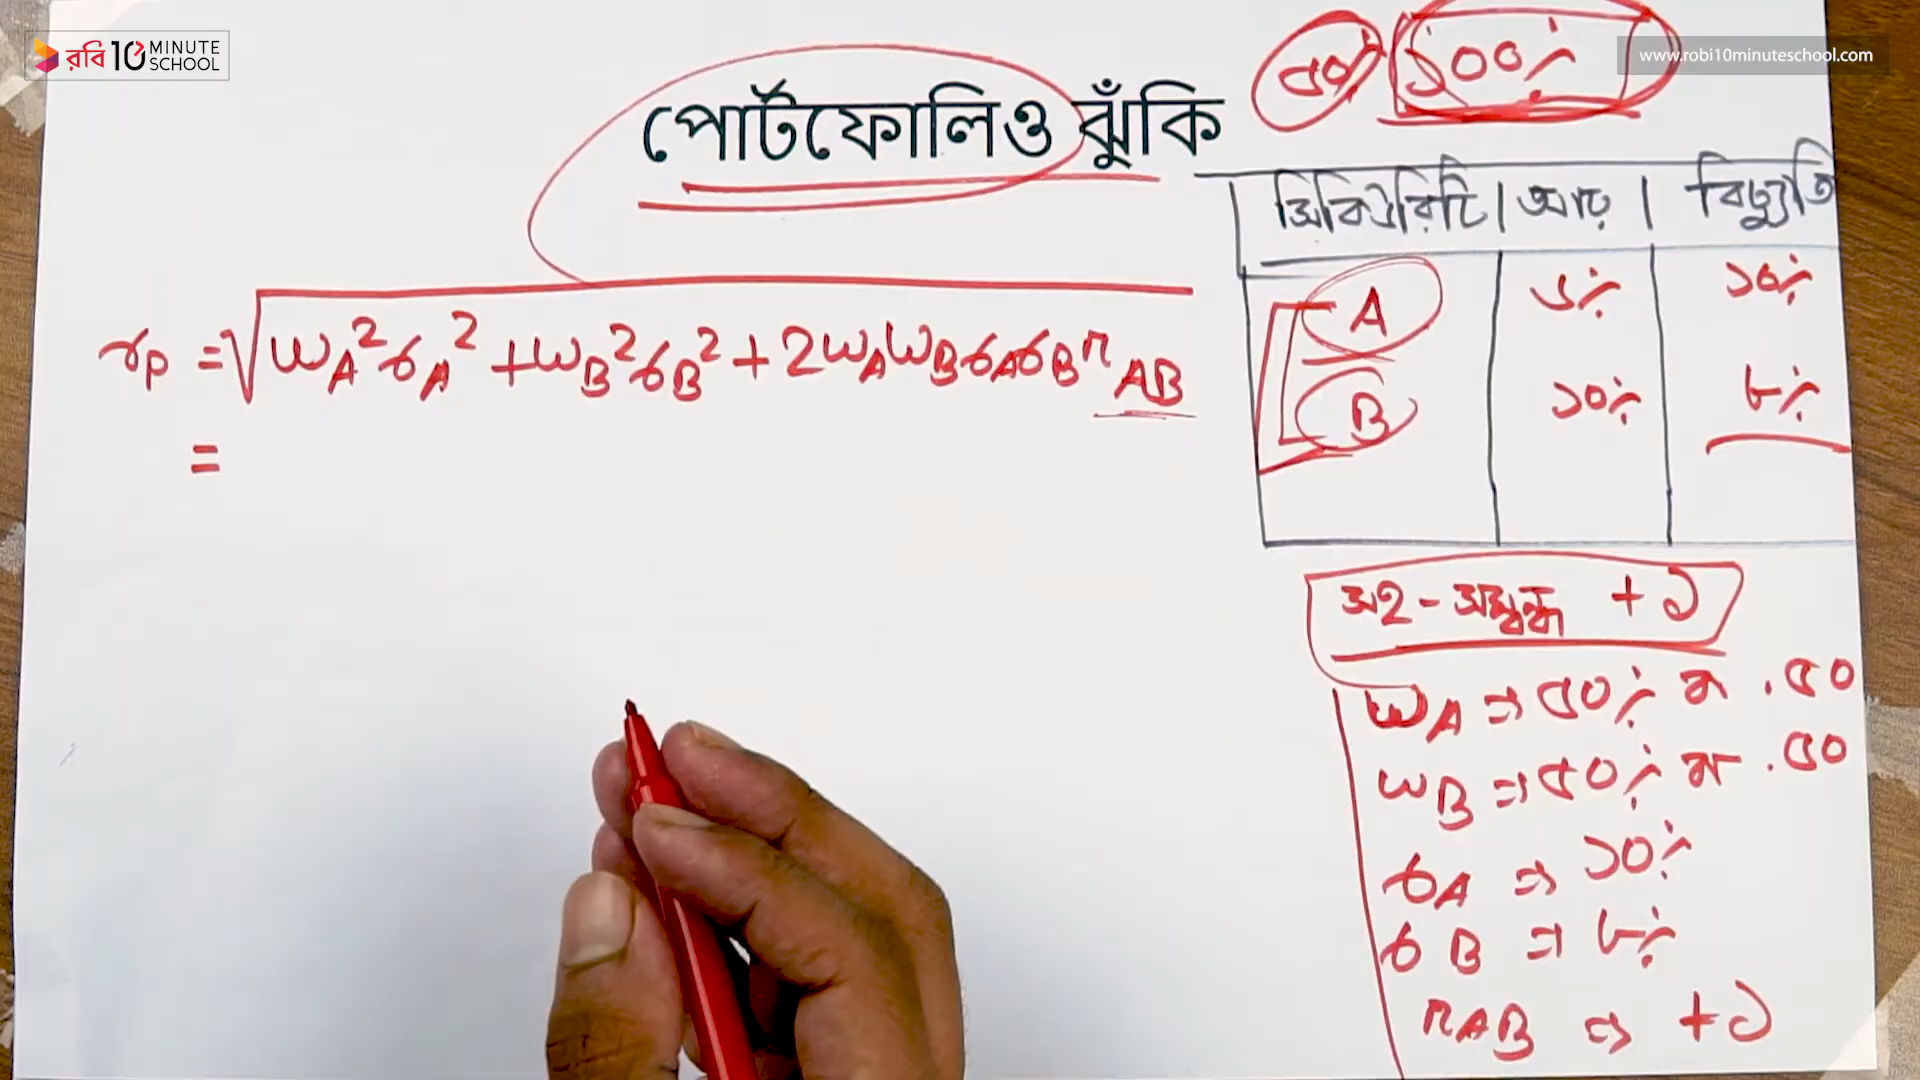 রবি 10 MINUTE SCHOOL
www.robi10minuteschool.com
৫০% ১০০%
পোর্টফোলিও ঝুঁকি
সিকিউরিটি | আয় | বিচ্যুতি
A ৬% ১০%
B ১০% ৮%
σp = √wA²σA² + wB²σB² + 2wAwBσAσBrAB
=
সহ-সম্বন্ধ +১
wA ⇒ ৫০% বা .৫০
wB ⇒ ৫০% বা .৫০
σA ⇒ ১০%
σB ⇒ ৮%
rAB ⇒ +১